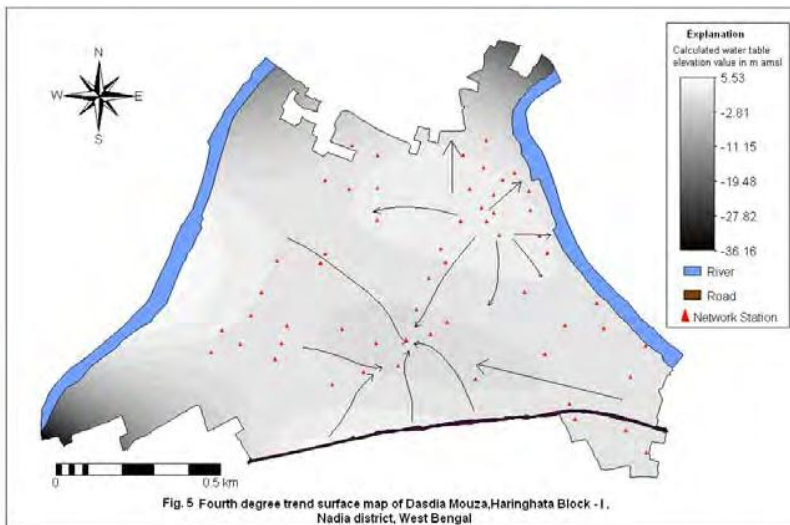 N
W E
S
Explanation
Calculated water table
elevation value in m amsl
5.53
-2.81
-11.15
-19.48
-27.82
-36.16
River
Road
Network Station
0 0.5 km
Fig. 5 Fourth degree trend surface map of Dasdia Mouza,Haringhata Block - I,
Nadia district, West Bengal